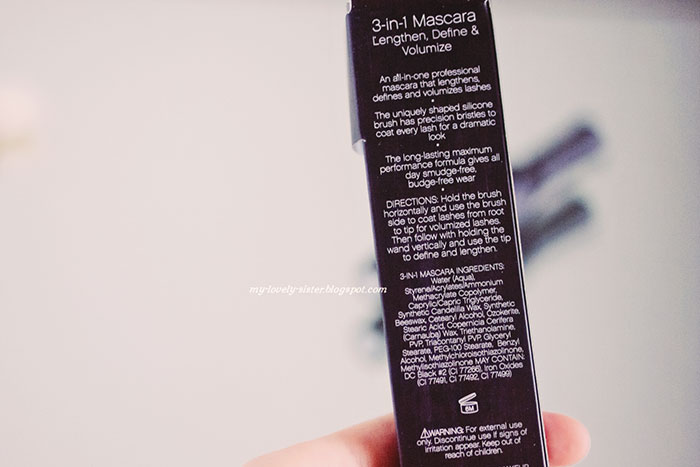 3-in-1 Mascara
Lengthen, Define &
Volumize
An all-in-one professional
mascara that lengthens,
defines and volumizes lashes
•
The uniquely shaped silicone
brush has precision bristles to
coat every lash for a dramatic
look
•
The long-lasting maximum
performance formula gives all
day smudge-free,
budge-free wear
•
DIRECTIONS: Hold the brush
horizontally and use the brush
side to coat lashes from root
to tip for volumized lashes.
Then follow with holding the
wand vertically and use the tip
to define and lengthen.
3-IN-1 MASCARA INGREDIENTS:
Water (Aqua),
Styrene/Acrylates/Ammonium
Methacrylate Copolymer,
Caprylic/Capric Triglyceride,
Synthetic Candelilla Wax, Synthetic
Beeswax, Cetearyl Alcohol, Ozokerite,
Stearic Acid, Copernicia Cerifera
(Carnauba) Wax, Triethanolamine,
PVP, Triacontanyl PVP, Glyceryl
Stearate, PEG-100 Stearate, Benzyl
Alcohol, Methylchloroisothiazolinone,
Methylisothiazolinone MAY CONTAIN:
DC Black #2 (CI 77266), Iron Oxides
(CI 77491, CI 77492, CI 77499)
6M
⚠WARNING: For external use
only. Discontinue use if signs of
irritation appear. Keep out of
reach of children.
my-lovely-sister.blogspot.com